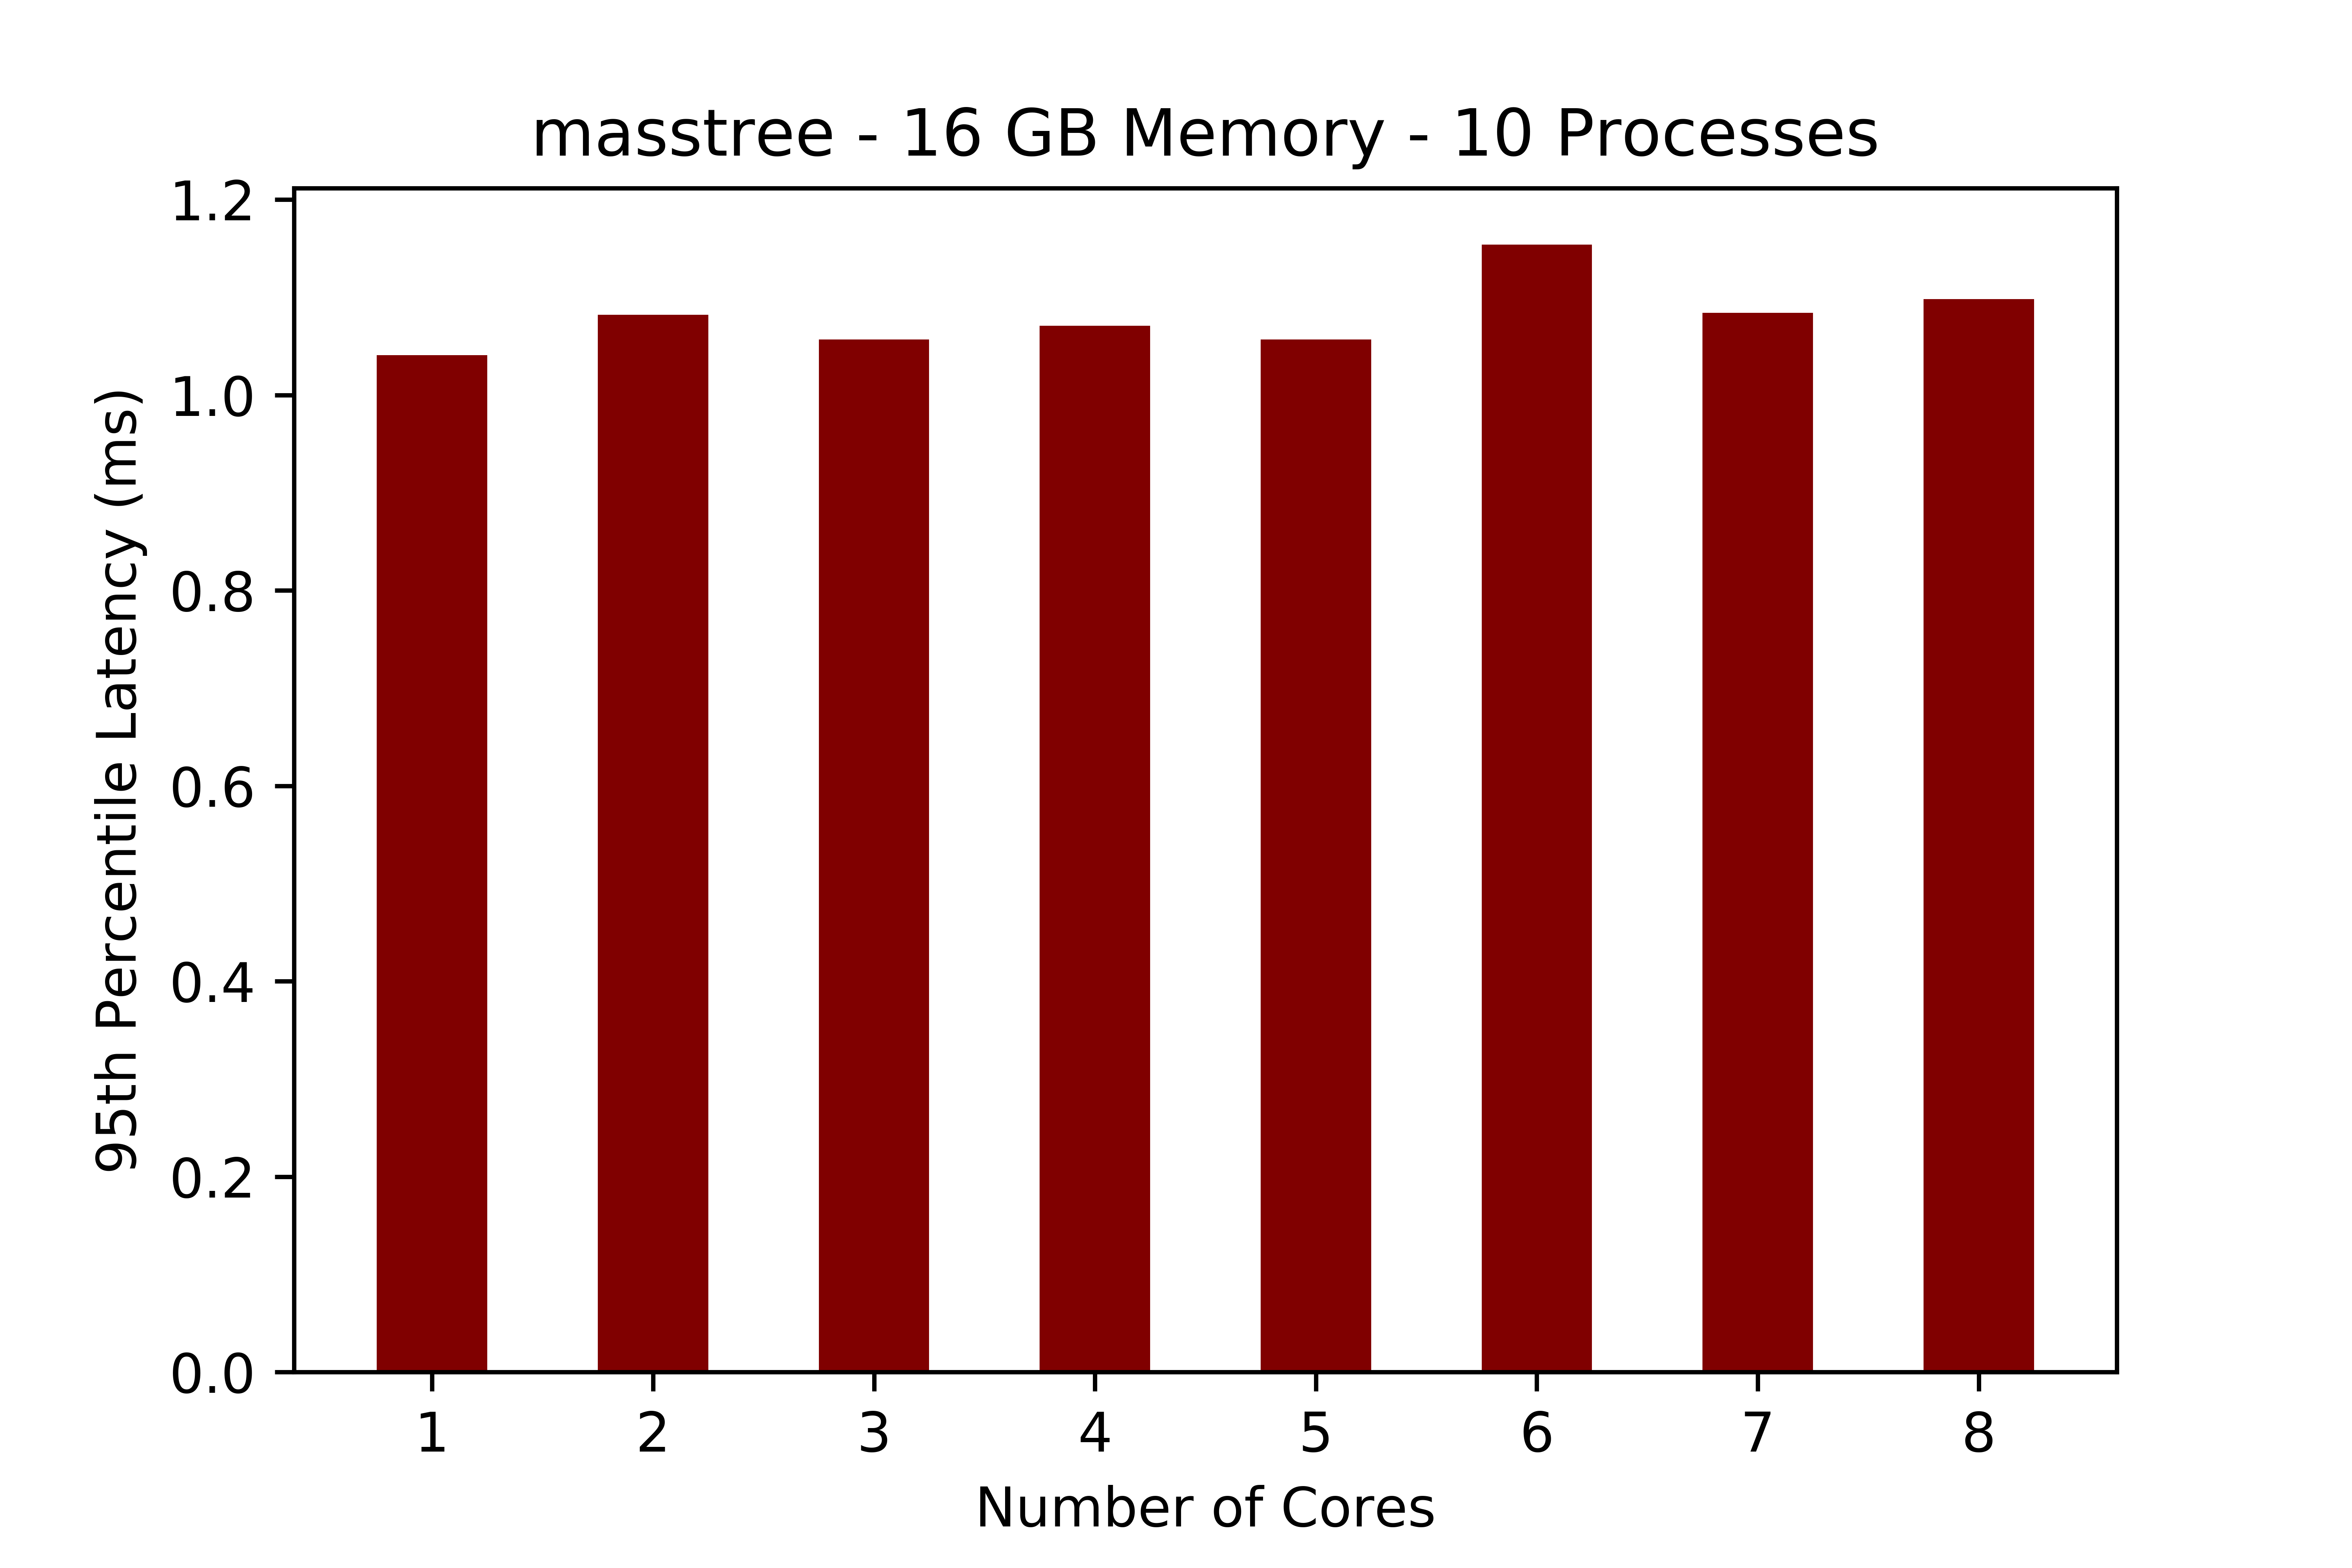 masstree - 16 GB Memory - 10 Processes
95th Percentile Latency (ms)
1.2
1.0
0.8
0.6
0.4
0.2
0.0
1 2 3 4 5 6 7 8
Number of Cores